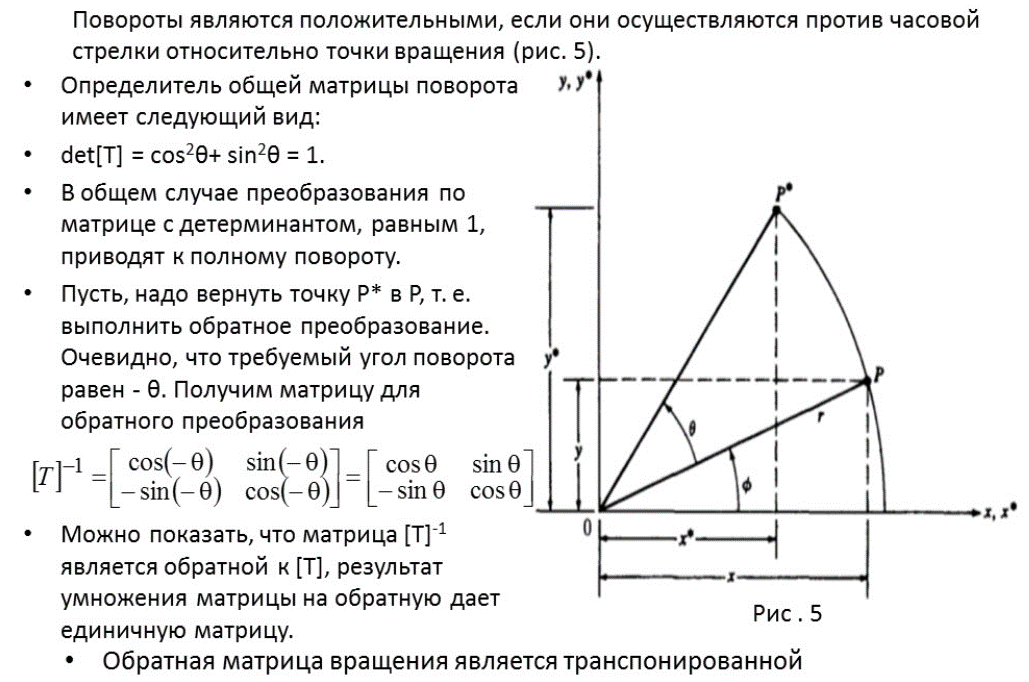 Повороты являются положительными, если они осуществляются против часовой
стрелки относительно точки вращения (рис. 5).
• Определитель общей матрицы поворота
имеет следующий вид:
• det[T] = cos²θ+ sin²θ = 1.
• В общем случае преобразования по
матрице с детерминантом, равным 1,
приводят к полному повороту.
• Пусть, надо вернуть точку P* в P, т. е.
выполнить обратное преобразование.
Очевидно, что требуемый угол поворота
равен - θ. Получим матрицу для
обратного преобразования
[T]⁻¹ = [cos(−θ) sin(−θ)] = [cosθ sinθ]
[−sin(−θ) cos(−θ)] [−sinθ cosθ]
• Можно показать, что матрица [T]⁻¹
является обратной к [T], результат
умножения матрицы на обратную дает
единичную матрицу.
• Обратная матрица вращения является транспонированной
y, y*
P*
y*
P
r
θ
y
ϕ
0
x, x*
x*
x
Рис . 5